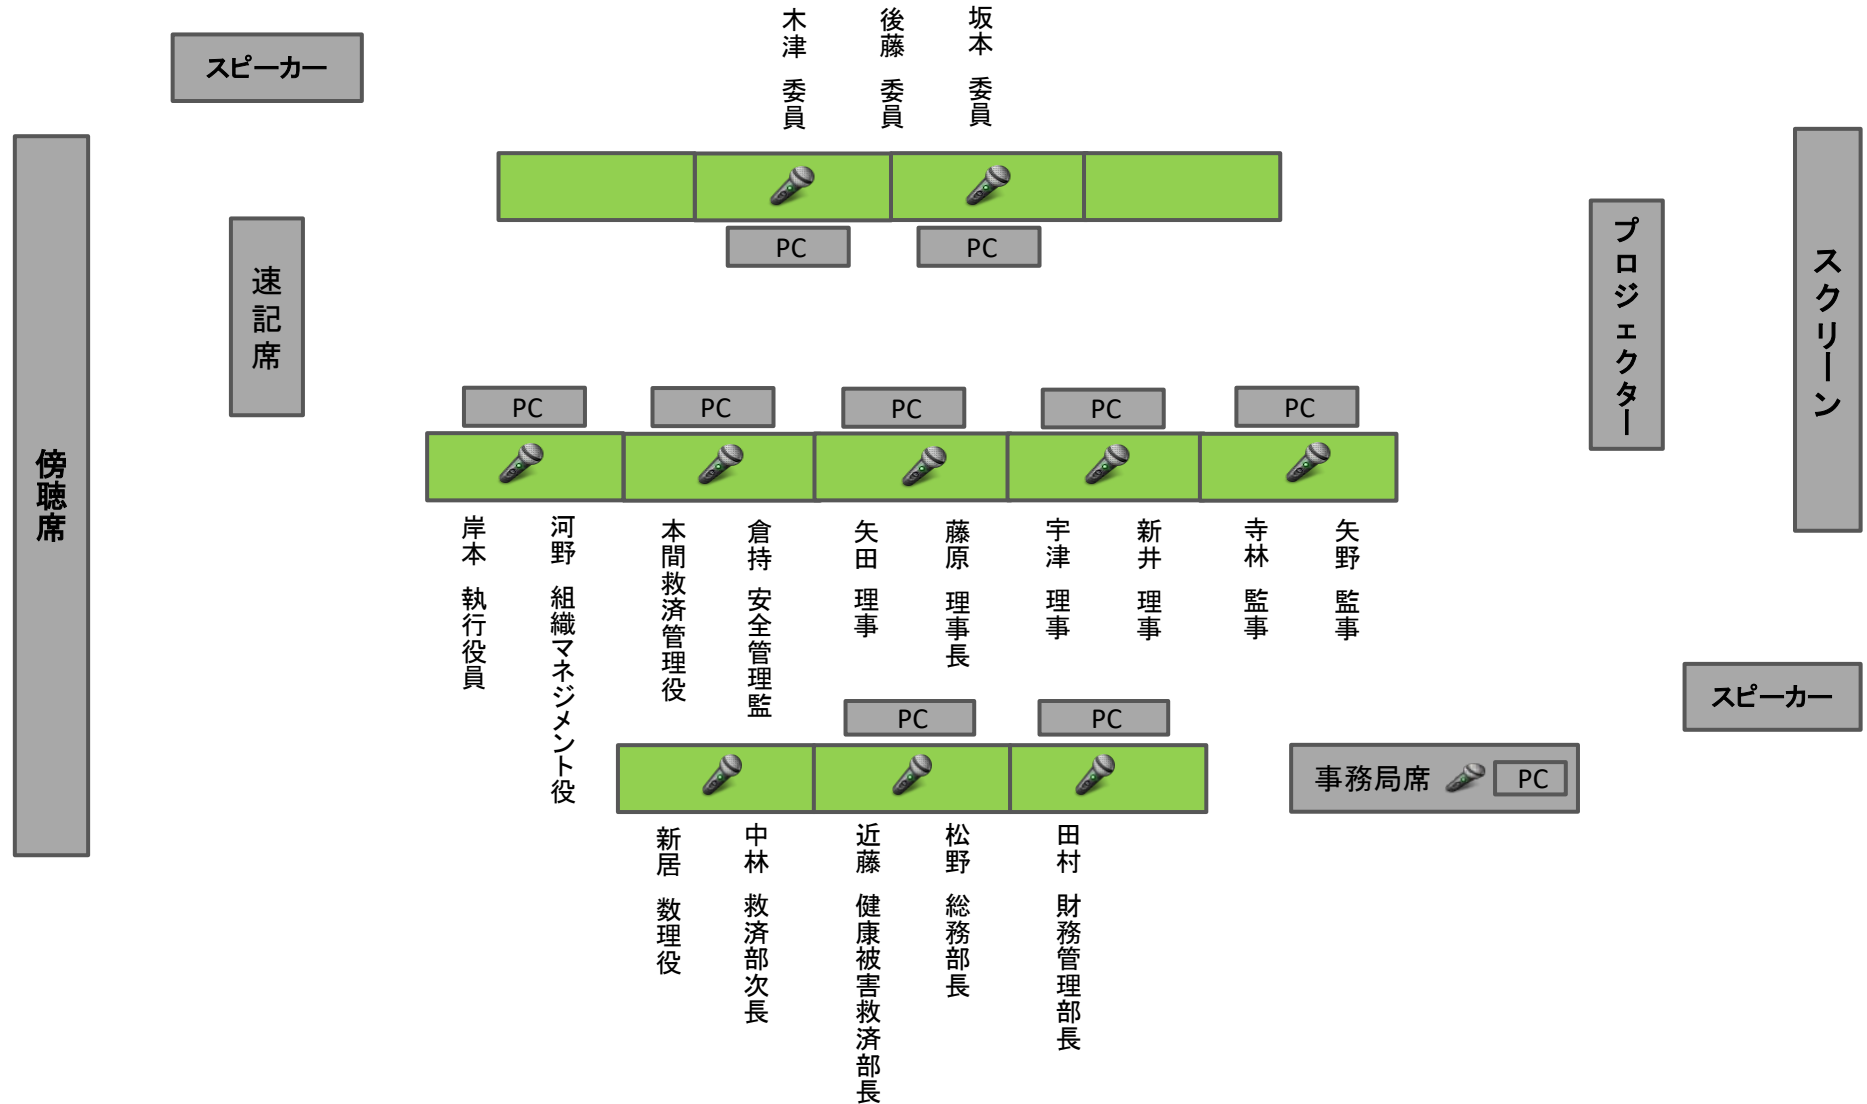 木津 委員
後藤 委員
坂本 委員
スピーカー
PC
PC
速記席
プロジェクター
スクリーン
傍聴席
PC
PC
PC
PC
PC
岸本 執行役員
河野 組織マネジメント役
本間救済管理役
倉持 安全管理監
矢田 理事
藤原 理事長
宇津 理事
新井 理事
寺林 監事
矢野 監事
スピーカー
PC
PC
事務局席
PC
新居 数理役
中林 救済部次長
近藤 健康被害救済部長
松野 総務部長
田村 財務管理部長